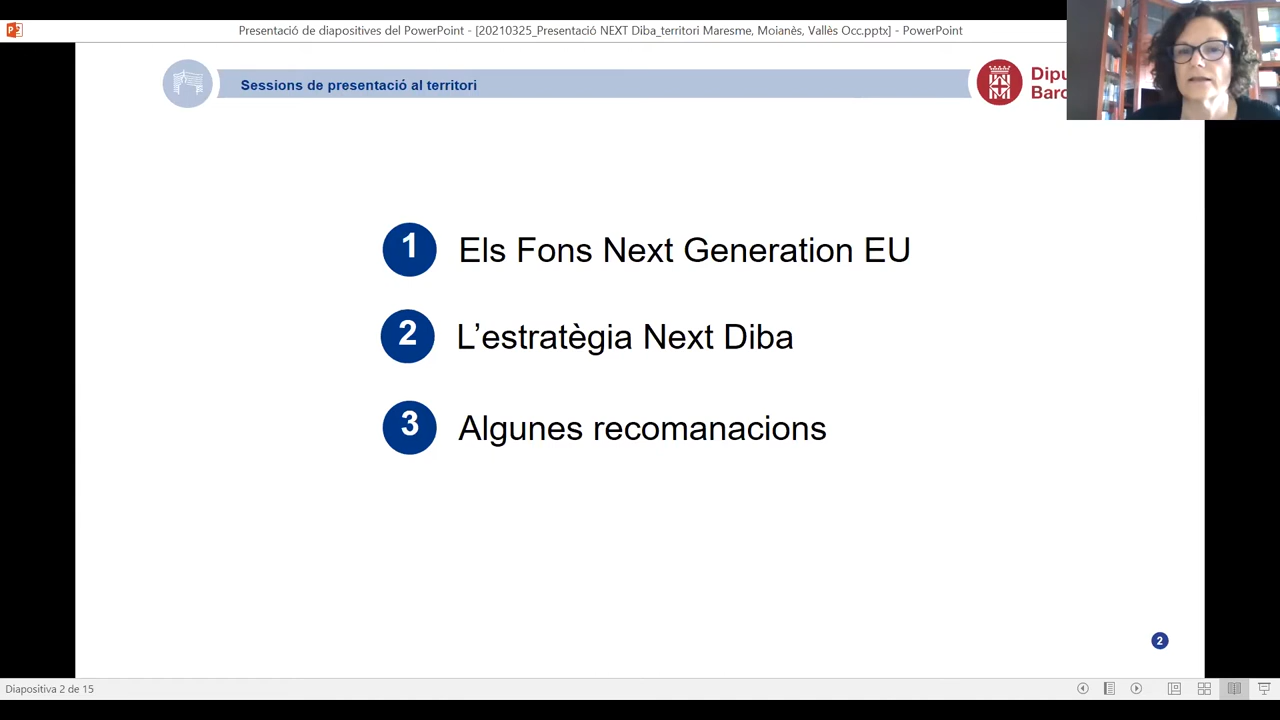 Presentació de diapositives del PowerPoint - [20210325_Presentació NEXT Diba_territori Maresme, Moianès, Vallès Occ.pptx] - PowerPoint
Sessions de presentació al territori
1 Els Fons Next Generation EU
2 L’estratègia Next Diba
3 Algunes recomanacions
2
Diapositiva 2 de 15